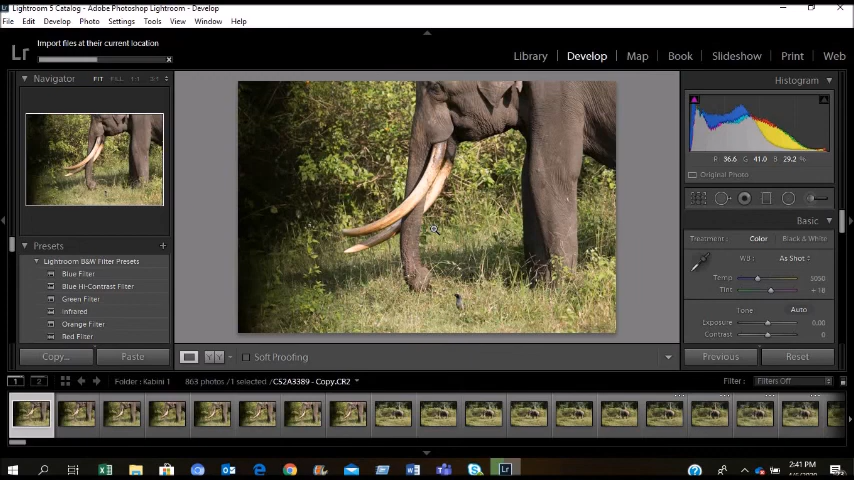 Lightroom 5 Catalog - Adobe Photoshop Lightroom - Develop
File Edit Develop Photo Settings Tools View Window Help
Lr Import files at their current location
Library Develop Map Book Slideshow Print Web
Navigator FIT FILL 1:1 3:1
Histogram
R 36.6 G 41.0 B 29.2 %
Original Photo
Basic
Treatment: Color Black & White
WB: As Shot
Temp 5050
Tint + 18
Tone Auto
Exposure 0.00
Contrast 0
Presets +
Lightroom B&W Filter Presets
Blue Filter
Blue Hi-Contrast Filter
Green Filter
Infrared
Orange Filter
Red Filter
Copy... Paste
Soft Proofing
Previous Reset
1 2 Folder : Kabini 1 863 photos / 1 selected / C52A3389 - Copy.CR2
Filter : Filters Off
2:41 PM